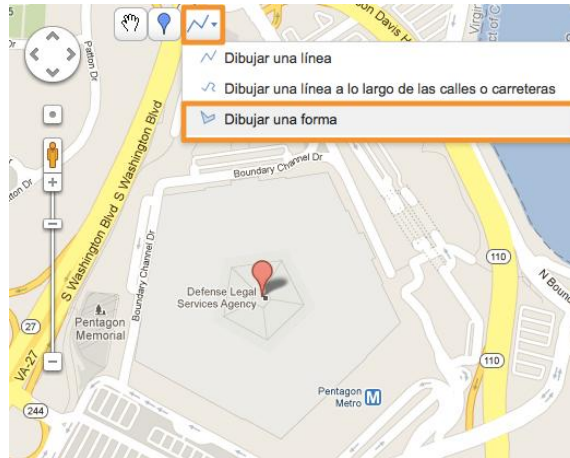 Dibujar una línea
Dibujar una línea a lo largo de las calles o carreteras
Dibujar una forma
Patton Dr
S Washington Blvd
S Washington Blvd
Boundary Channel Dr
Boundary Channel Dr
110
Defense Legal
Services Agency
27
Pentagon
Memorial
VA-27
Pentagon
Metro
M
110
244